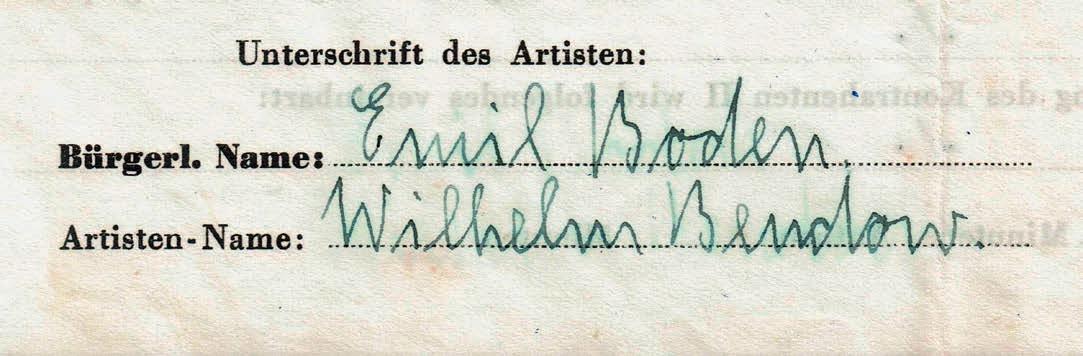 Unterschrift des Artisten:
Bürgerl. Name: Emil Boden.
Artisten-Name: Wilhelm Bendow.